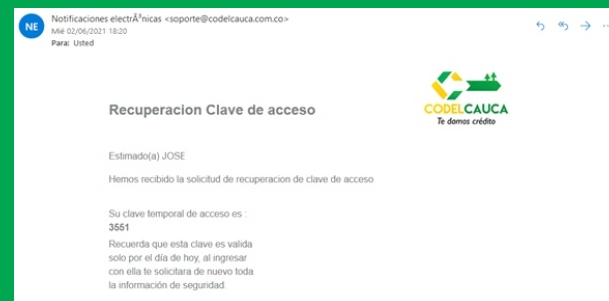 NE
Notificaciones electrÃ³nicas <soporte@codelcauca.com.co>
Mié 02/06/2021 18:20
Para: Usted
CODELCAUCA
Te damos crédito
Recuperacion Clave de acceso
Estimado(a) JOSE
Hemos recibido la solicitud de recuperacion de clave de acceso
Su clave temporal de acceso es :
3551
Recuerda que esta clave es valida
solo por el día de hoy, al ingresar
con ella te solicitara de nuevo toda
la información de seguridad.